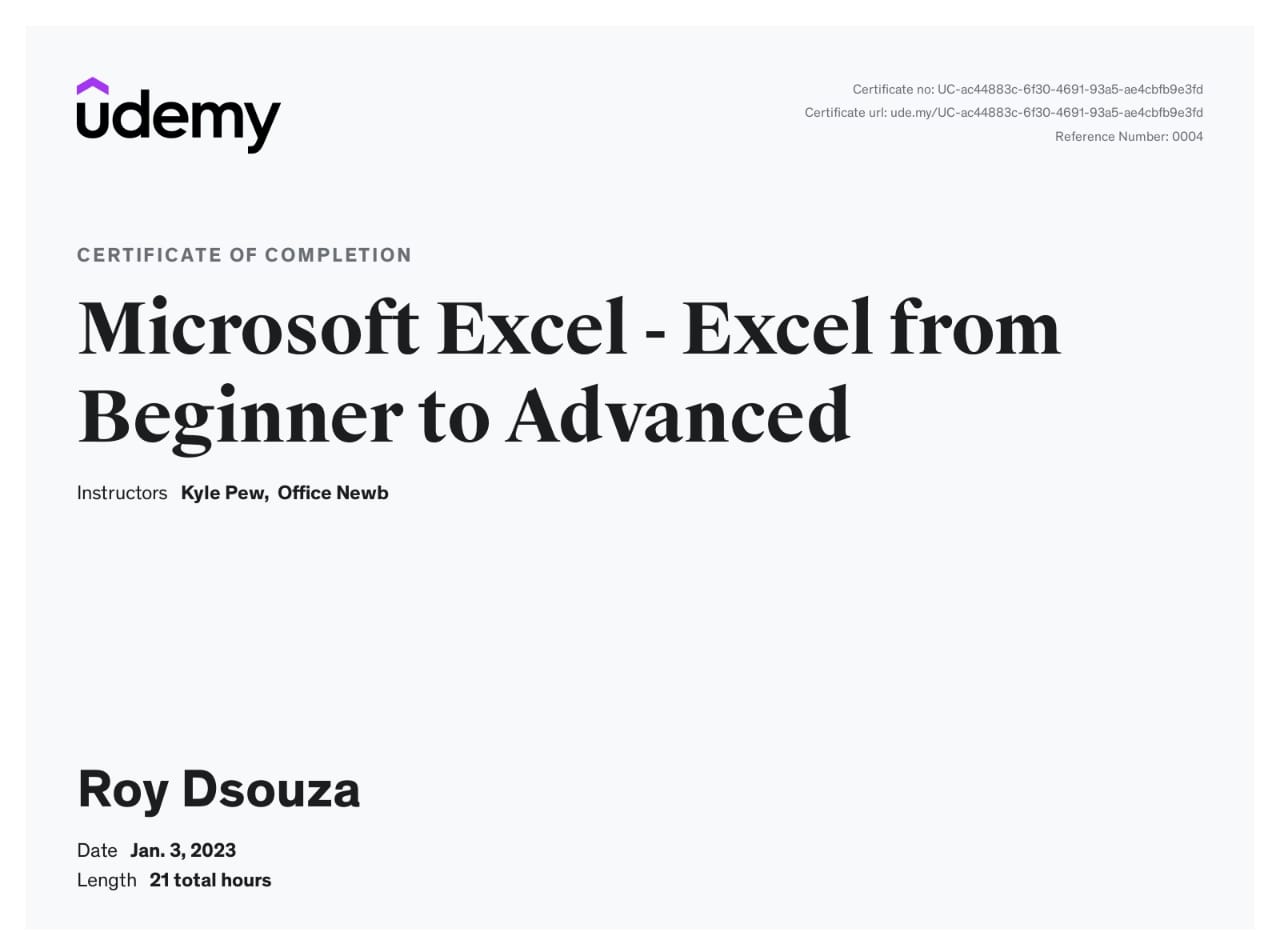 udemy
Certificate no: UC-ac44883c-6f30-4691-93a5-ae4cbfb9e3fd
Certificate url: ude.my/UC-ac44883c-6f30-4691-93a5-ae4cbfb9e3fd
Reference Number: 0004
CERTIFICATE OF COMPLETION
Microsoft Excel - Excel from
Beginner to Advanced
Instructors Kyle Pew, Office Newb
Roy Dsouza
Date Jan. 3, 2023
Length 21 total hours